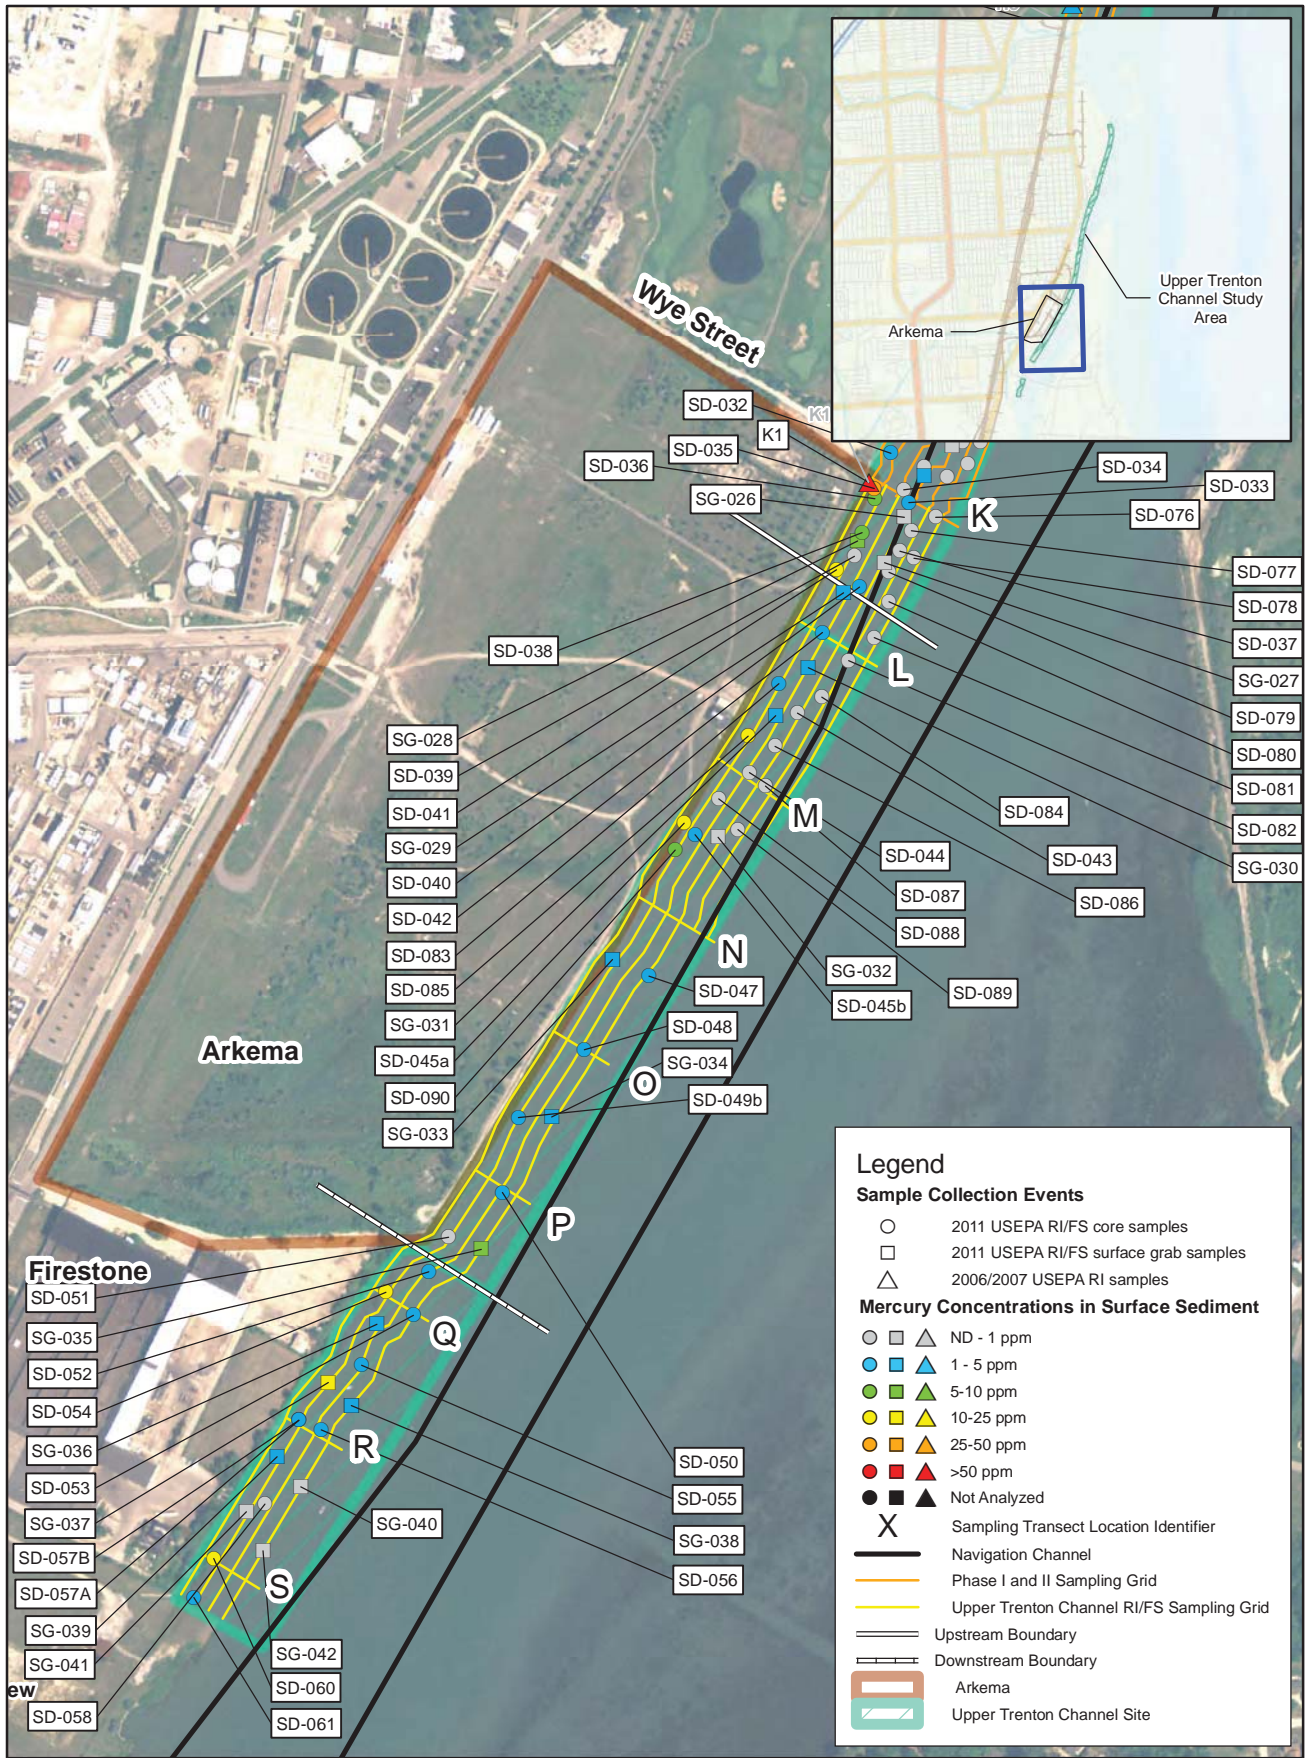 Upper Trenton
Channel Study
Area
Arkema
Wye Street
SD-032
K1
K1
SD-035
SD-036
SG-026
SD-034
SD-033
K
SD-076
SD-077
SD-078
SD-037
SG-027
SD-079
SD-080
SD-081
SD-082
SG-030
SD-038
L
SG-028
SD-039
SD-041
SG-029
SD-040
SD-042
SD-083
SD-085
SG-031
SD-045a
SD-090
SG-033
M
SD-084
SD-044
SD-043
SD-087
SD-086
SD-088
N
SG-032
SD-047
SD-089
SD-045b
SD-048
Arkema
SG-034
O
SD-049b
P
Firestone
SD-051
SG-035
SD-052
SD-054
SG-036
SD-053
SG-037
SD-057B
SD-057A
SG-039
SG-041
ew
SD-058
Q
R
SD-050
SD-055
SG-040
SG-038
SD-056
S
SG-042
SD-060
SD-061
Legend
Sample Collection Events
2011 USEPA RI/FS core samples
2011 USEPA RI/FS surface grab samples
2006/2007 USEPA RI samples
Mercury Concentrations in Surface Sediment
ND - 1 ppm
1 - 5 ppm
5-10 ppm
10-25 ppm
25-50 ppm
>50 ppm
Not Analyzed
X Sampling Transect Location Identifier
Navigation Channel
Phase I and II Sampling Grid
Upper Trenton Channel RI/FS Sampling Grid
Upstream Boundary
Downstream Boundary
Arkema
Upper Trenton Channel Site